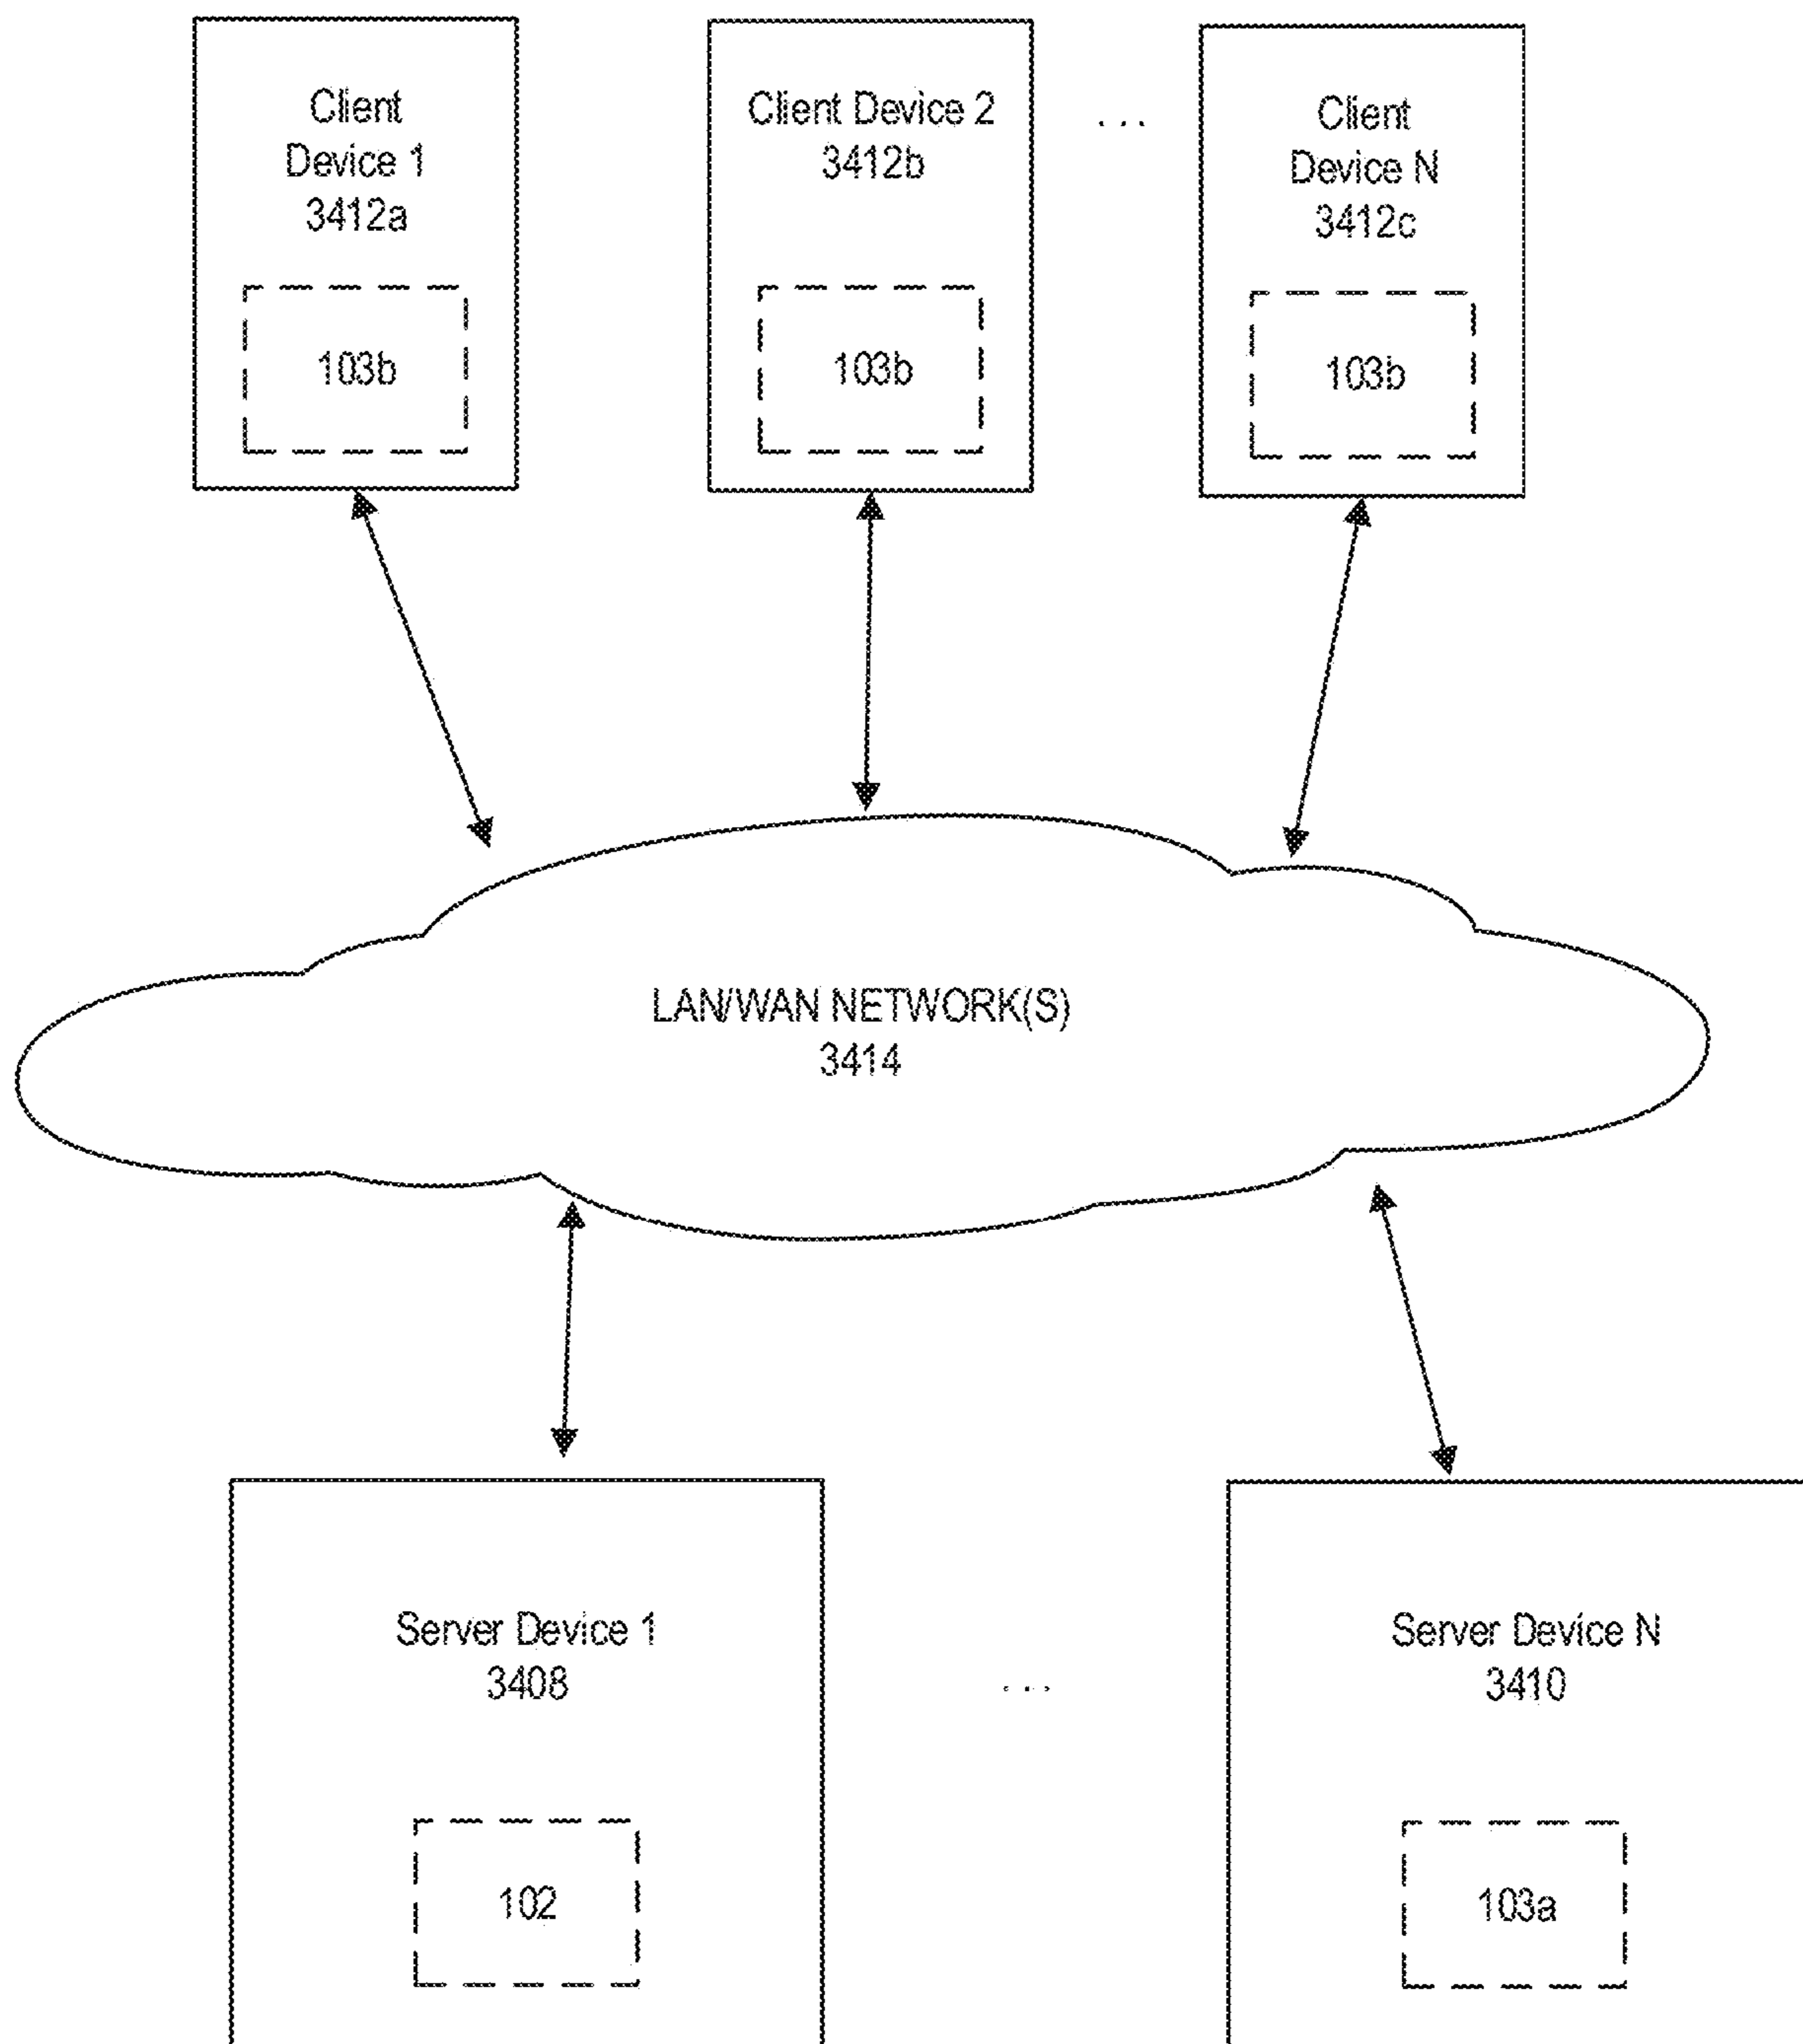 Client
Device 1
3412a
103b
Client Device 2
3412b
103b
...
Client
Device N
3412c
103b
LAN/WAN NETWORK(S)
3414
Server Device 1
3408
102
...
Server Device N
3410
103a